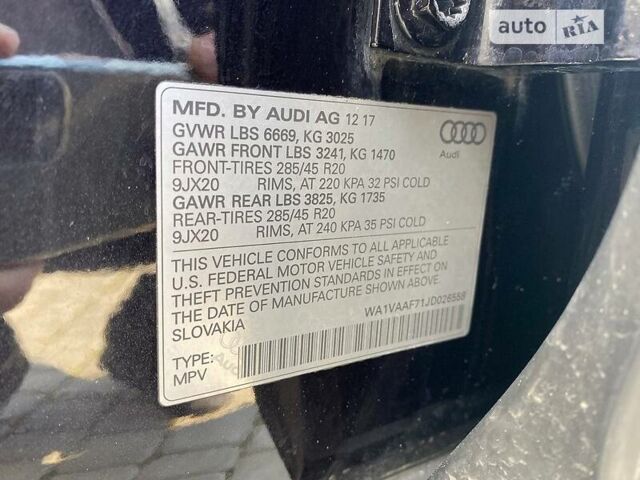 auto RIA
MFD. BY AUDI AG 12 17
GVWR LBS 6669, KG 3025
GAWR FRONT LBS 3241, KG 1470
FRONT-TIRES 285/45 R20
9JX20 RIMS, AT 220 KPA 32 PSI COLD
GAWR REAR LBS 3825, KG 1735
REAR-TIRES 285/45 R20
9JX20 RIMS, AT 240 KPA 35 PSI COLD
Audi
THIS VEHICLE CONFORMS TO ALL APPLICABLE
U.S. FEDERAL MOTOR VEHICLE SAFETY AND
THEFT PREVENTION STANDARDS IN EFFECT ON
THE DATE OF MANUFACTURE SHOWN ABOVE.
SLOVAKIA WA1VAAF71JD026558
TYPE:
MPV